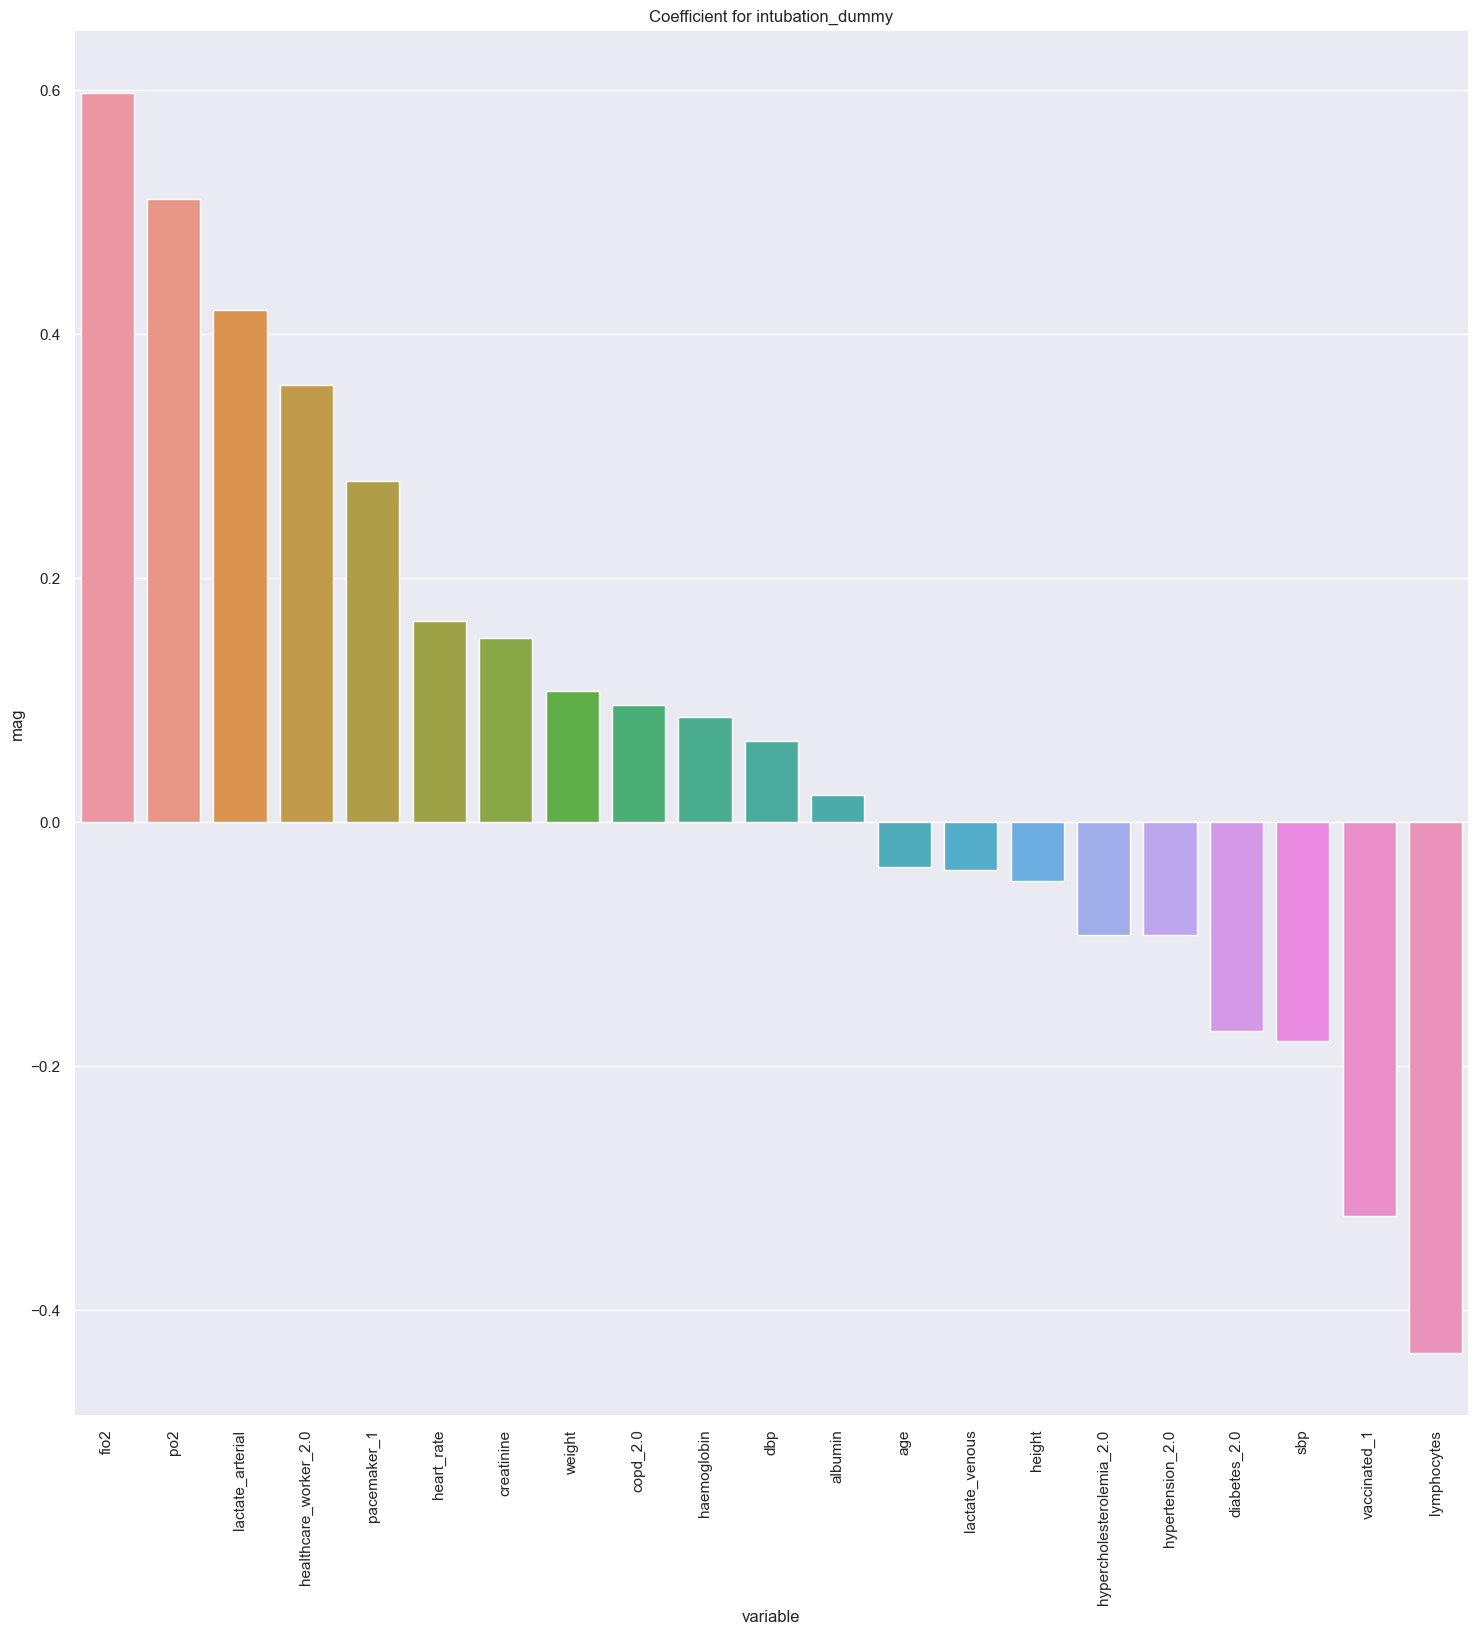 Coefficient for intubation_dummy
mag
0.6
0.4
0.2
0.0
−0.2
−0.4
fio2
po2
lactate_arterial
healthcare_worker_2.0
pacemaker_1
heart_rate
creatinine
weight
copd_2.0
haemoglobin
dbp
albumin
age
lactate_venous
height
hypercholesterolemia_2.0
hypertension_2.0
diabetes_2.0
sbp
vaccinated_1
lymphocytes
variable